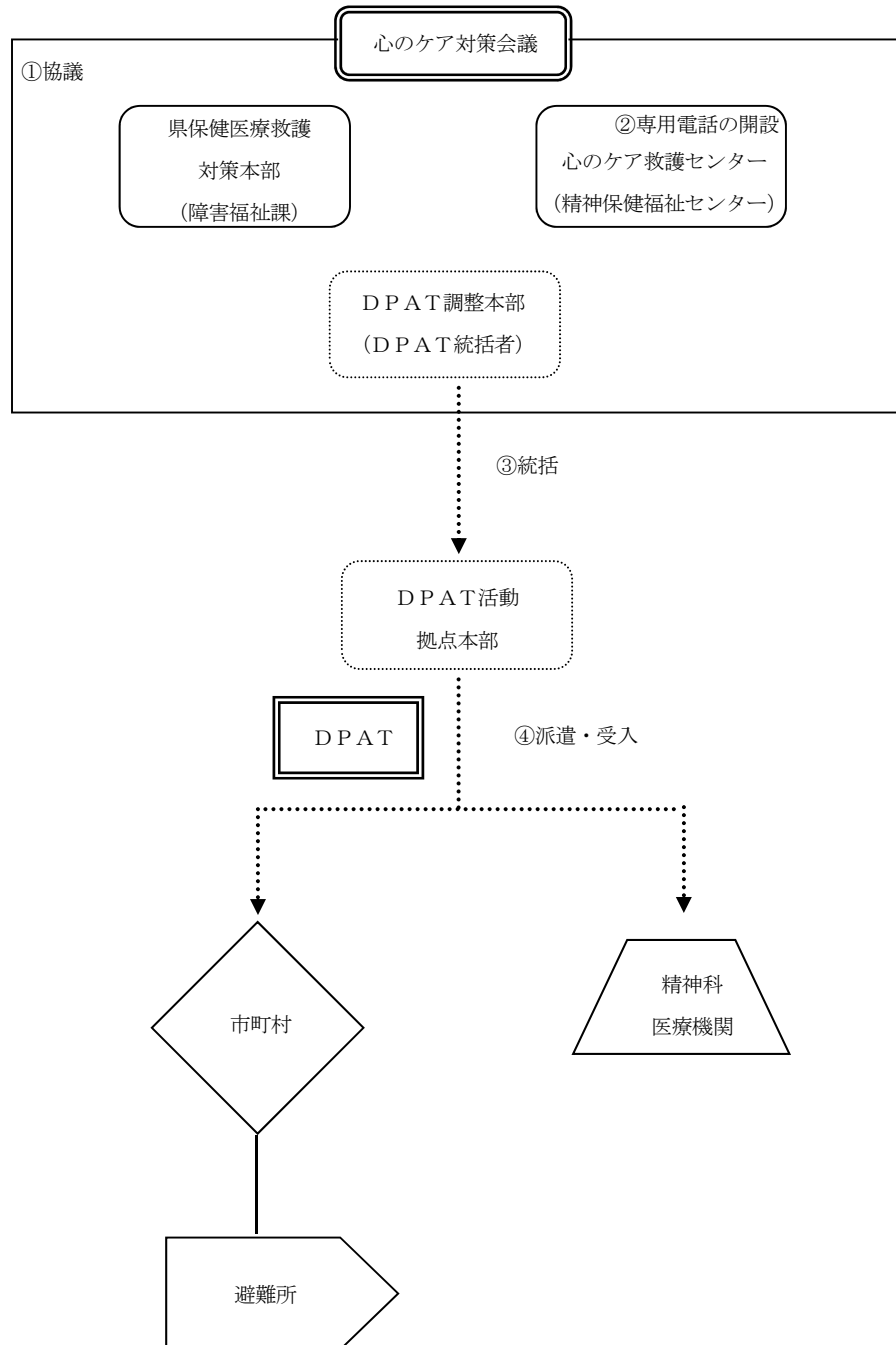 心のケア対策会議
①協議
県保健医療救護
対策本部
（障害福祉課）
②専用電話の開設
心のケア救護センター
（精神保健福祉センター）
ＤＰＡＴ調整本部
（ＤＰＡＴ統括者）
③統括
ＤＰＡＴ活動
拠点本部
ＤＰＡＴ
④派遣・受入
市町村
精神科
医療機関
避難所